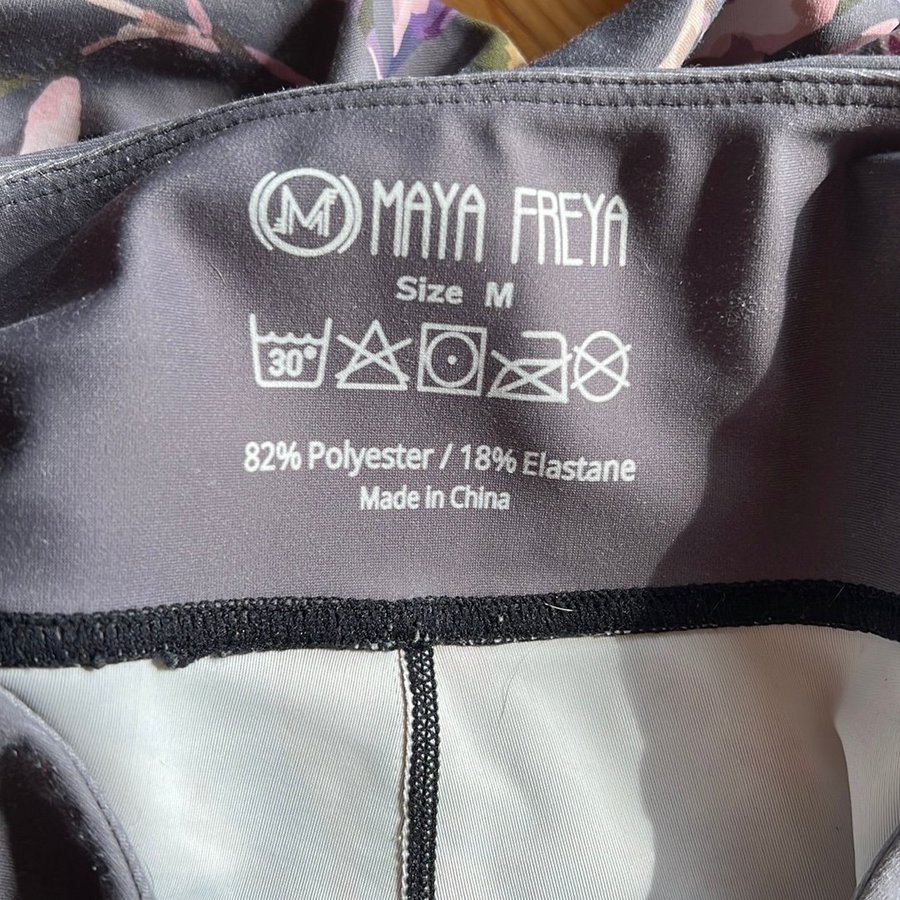 M MAYA FREYA
Size M
30°
82% Polyester / 18% Elastane
Made in China